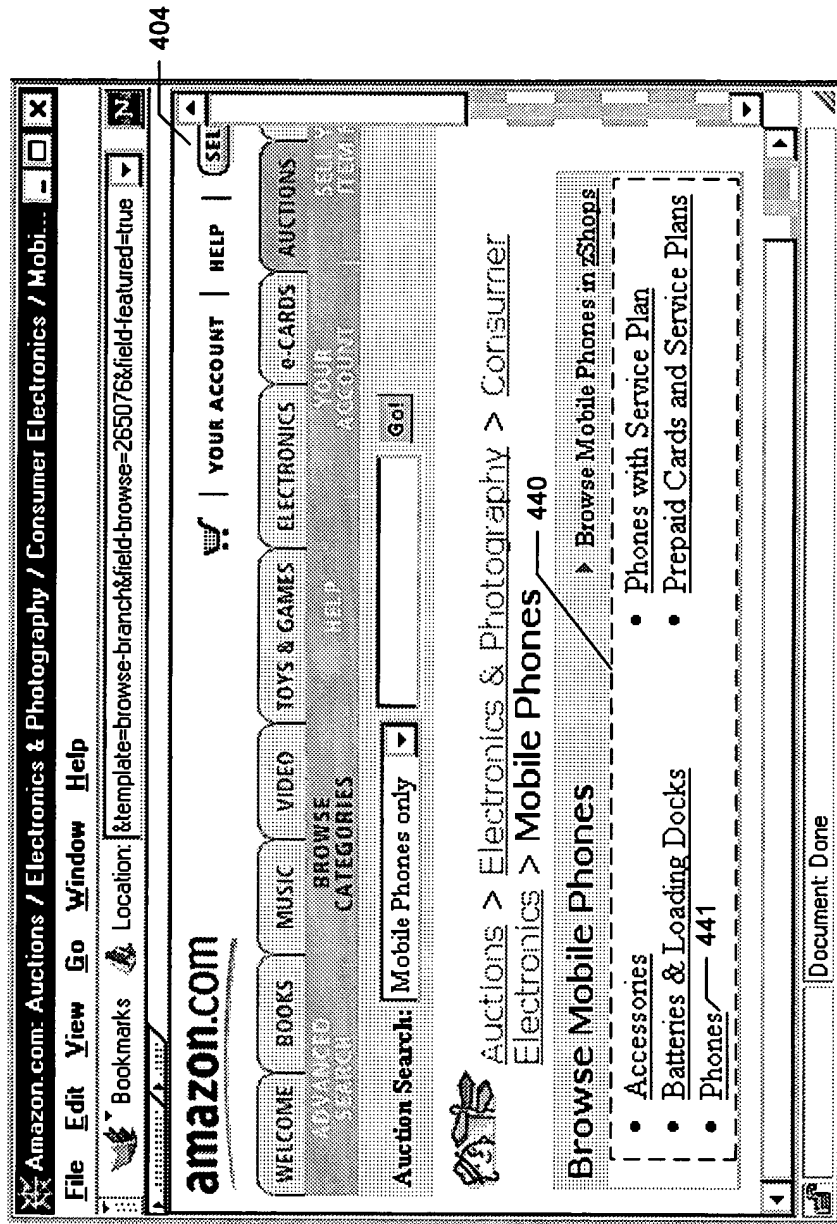 Amazon.com: Auctions / Electronics & Photography / Consumer Electronics / Mobi...
File Edit View Go Window Help
Bookmarks Location: &template=browse-branch&field-browse=265076&field-featured=true N
404
amazon.com | YOUR ACCOUNT | HELP | SEL
WELCOME BOOKS MUSIC VIDEO TOYS & GAMES ELECTRONICS e-CARDS AUCTIONS
ADVANCED SEARCH BROWSE CATEGORIES HELP YOUR ACCOUNT SELL Y ITEM
Auction Search: Mobile Phones only Go!
Auctions > Electronics & Photography > Consumer
Electronics > Mobile Phones
440
Browse Mobile Phones Browse Mobile Phones in zShops
• Accessories • Phones with Service Plan
• Batteries & Loading Docks • Prepaid Cards and Service Plans
• Phones 441
Document: Done